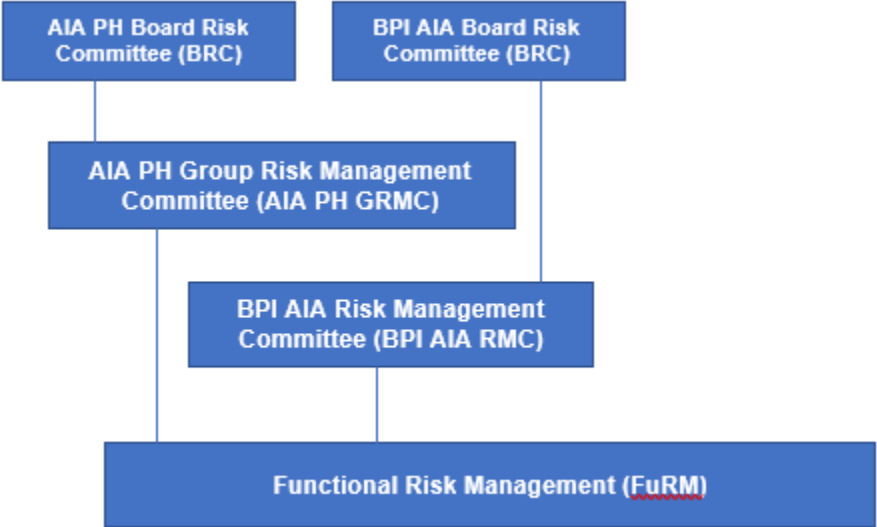 AIA PH Board Risk
Committee (BRC)
BPI AIA Board Risk
Committee (BRC)
AIA PH Group Risk Management
Committee (AIA PH GRMC)
BPI AIA Risk Management
Committee (BPI AIA RMC)
Functional Risk Management (FuRM)